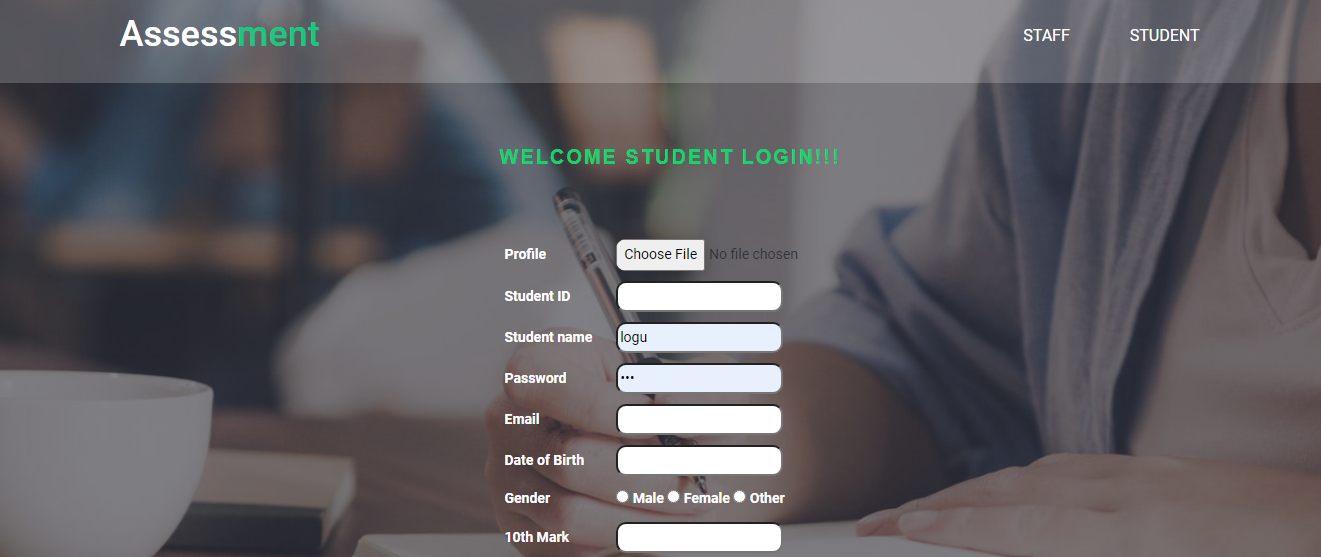 Assessment
STAFF STUDENT
WELCOME STUDENT LOGIN!!!
Profile Choose File No file chosen
Student ID
Student name logu
Password •••
Email
Date of Birth
Gender Male Female Other
10th Mark